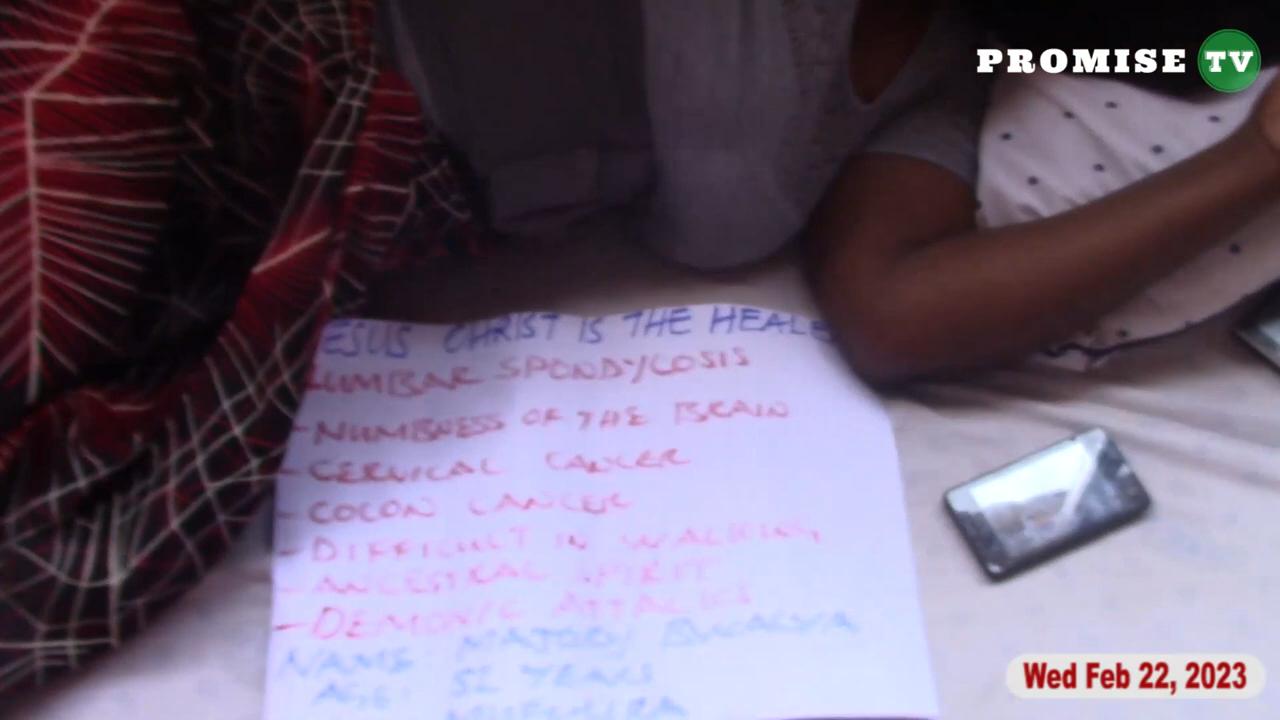 PROMISE TV
ESUS CHRIST IS THE HEALE
LUMBAR SPONDYLOSIS
- NUMBNESS OF THE BRAIN
- CERVICAL CANCER
- COLON CANCER
- DIFFICULT IN WALKING
- ANCESTRAL SPIRIT
- DEMONIC ATTACKS
NAME
AGE: 52 YEARS
Wed Feb 22, 2023